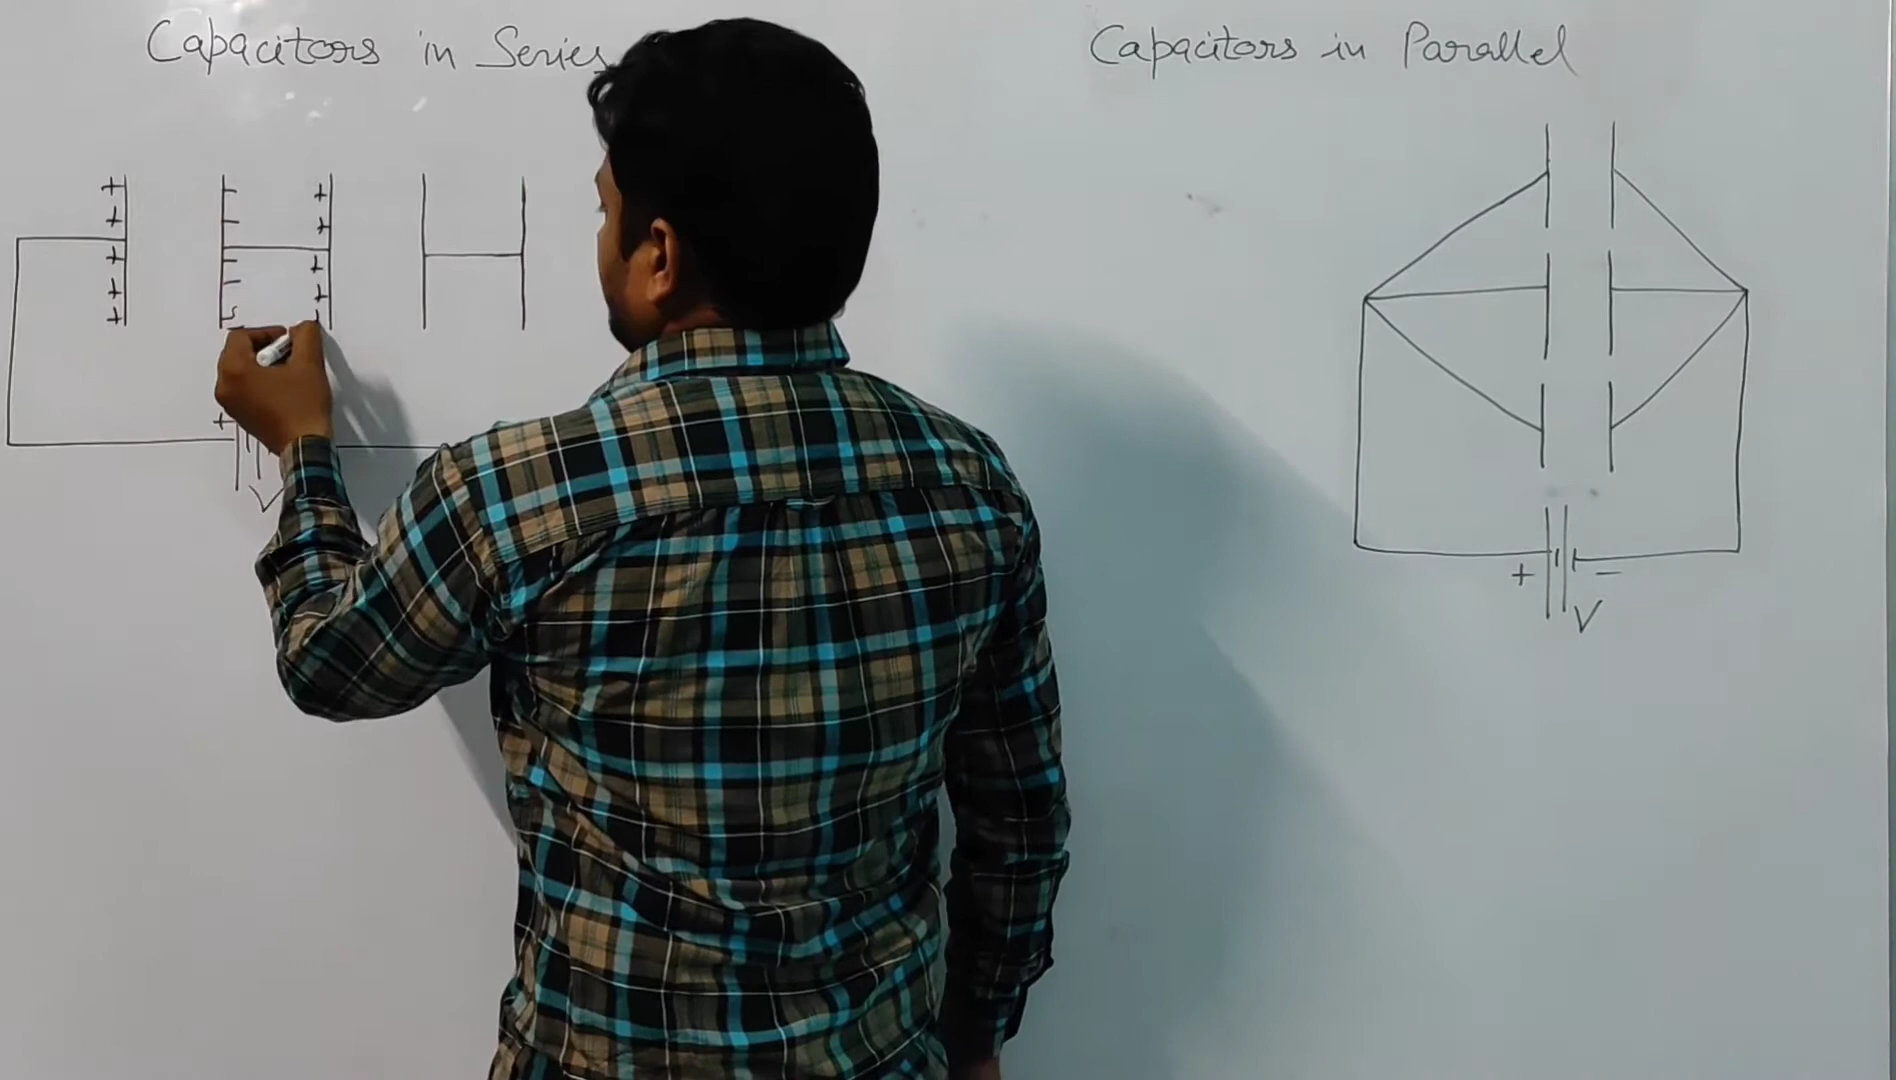 Capacitors in Series
Capacitors in Parallel
+ +
+ +
+ +
+ +
+
+
V
+ −
V